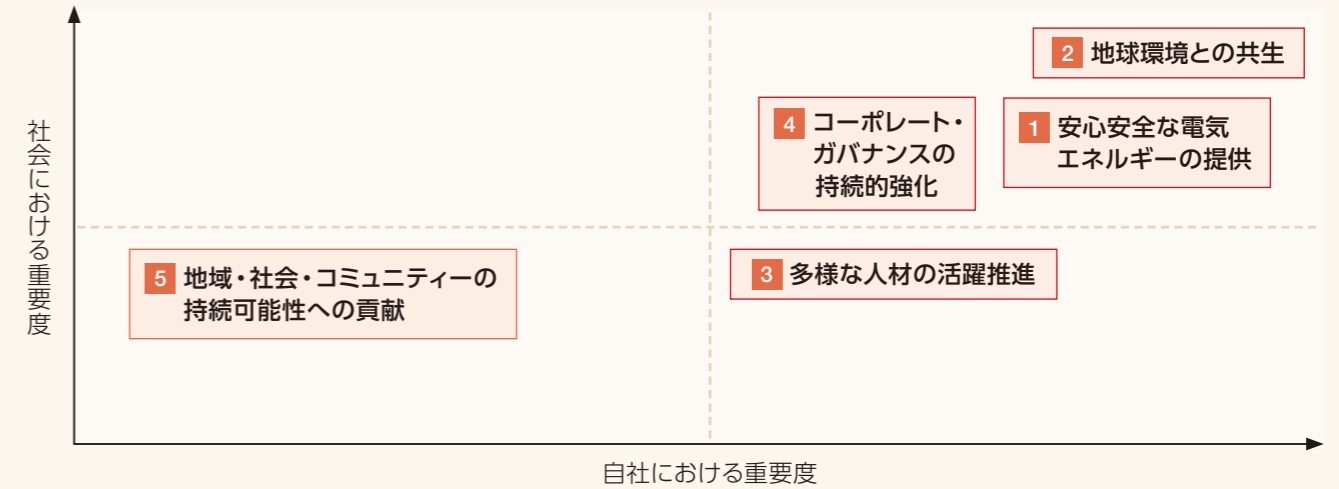 社会における重要度
2 地球環境との共生
4 コーポレート・
ガバナンスの
持続的強化
1 安心安全な電気
エネルギーの提供
5 地域・社会・コミュニティーの
持続可能性への貢献
3 多様な人材の活躍推進
自社における重要度